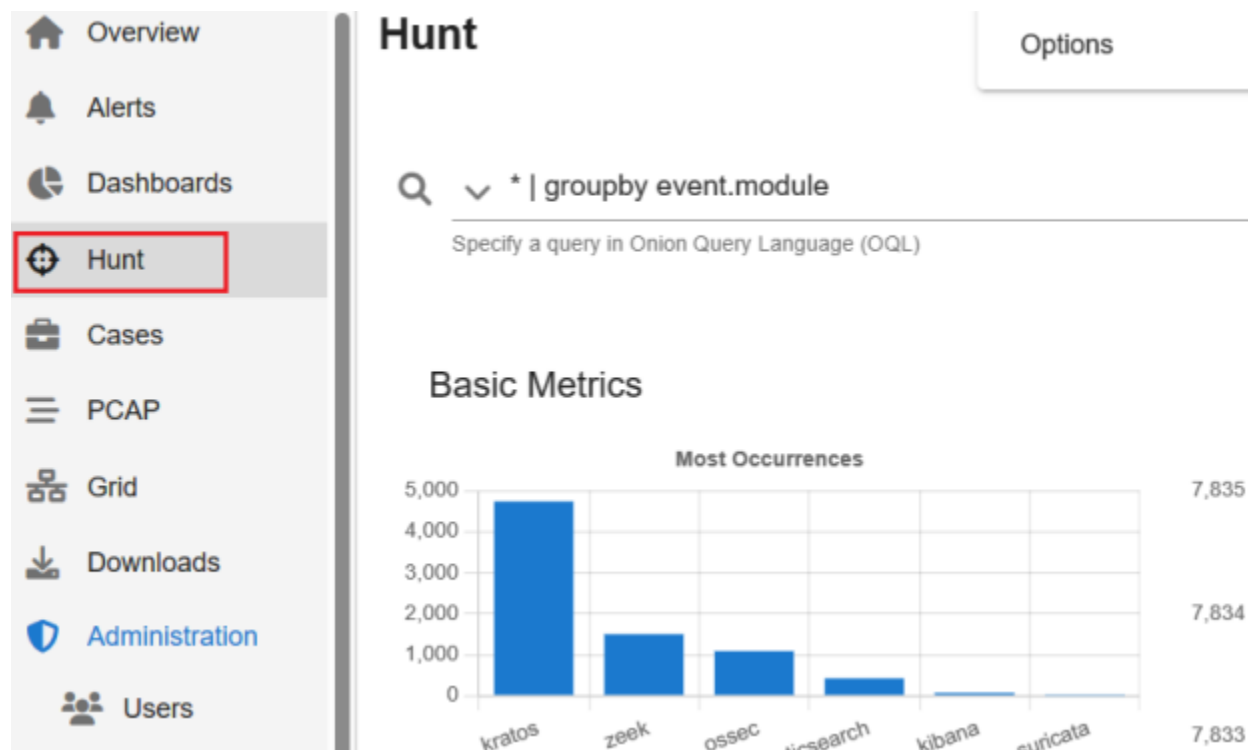 Overview
Alerts
Dashboards
Hunt
Cases
PCAP
Grid
Downloads
Administration
Users
Hunt
Options
* | groupby event.module
Specify a query in Onion Query Language (OQL)
Basic Metrics
Most Occurrences
5,000
4,000
3,000
2,000
1,000
0
kratos
zeek
ossec
kibana
7,835
7,834
7,833